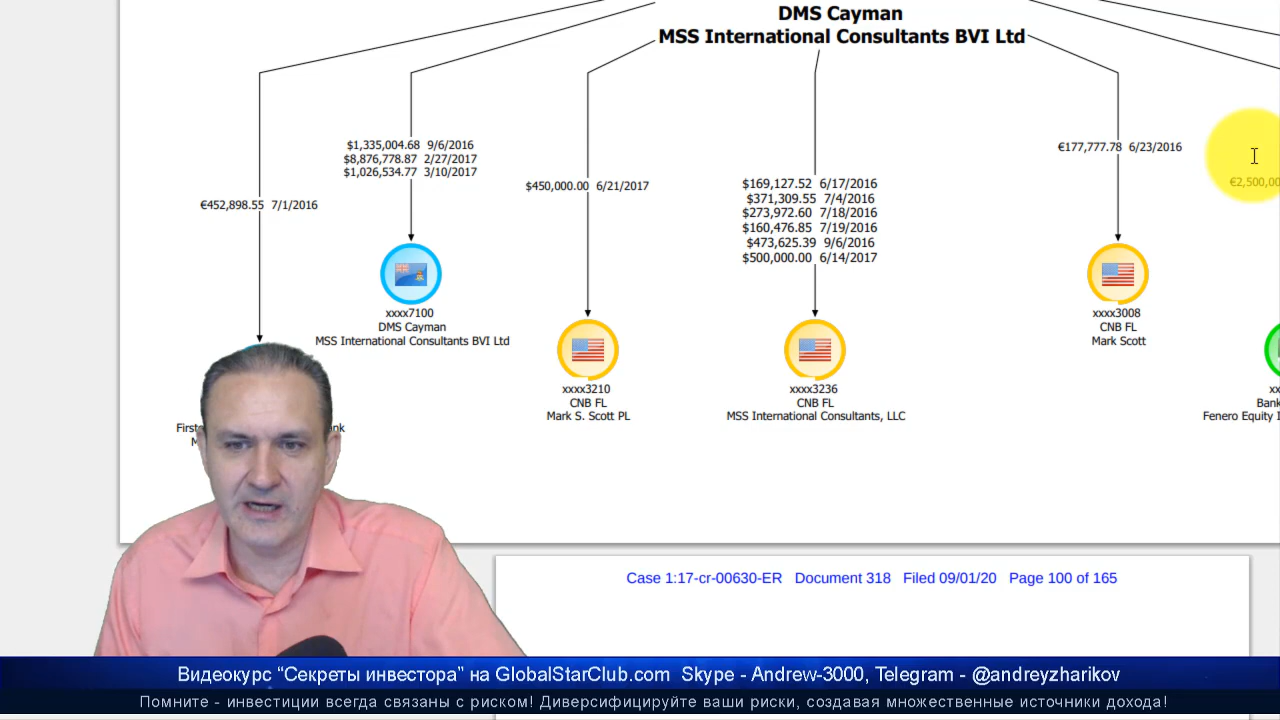 DMS Cayman
MSS International Consultants BVI Ltd
$1,335,004.68 9/6/2016
$8,876,778.87 2/27/2017
$1,026,534.77 3/10/2017
€177,777.78 6/23/2016
$450,000.00 6/21/2017
€2,500,00
$169,127.52 6/17/2016
$371,309.55 7/4/2016
$273,972.60 7/18/2016
$160,476.85 7/19/2016
$473,625.39 9/6/2016
$500,000.00 6/14/2017
€452,898.55 7/1/2016
xxxx7100
DMS Cayman
MSS International Consultants BVI Ltd
xxxx3008
CNB FL
Mark Scott
xxxx3210
CNB FL
Mark S. Scott PL
xxxx3236
CNB FL
MSS International Consultants, LLC
xx
Bank
Fenero Equity I
Case 1:17-cr-00630-ER Document 318 Filed 09/01/20 Page 100 of 165
Видеокурс “Секреты инвестора” на GlobalStarClub.com Skype - Andrew-3000, Telegram - @andreyzharikov
Помните - инвестиции всегда связаны с риском! Диверсифицируйте ваши риски, создавая множественные источники дохода!